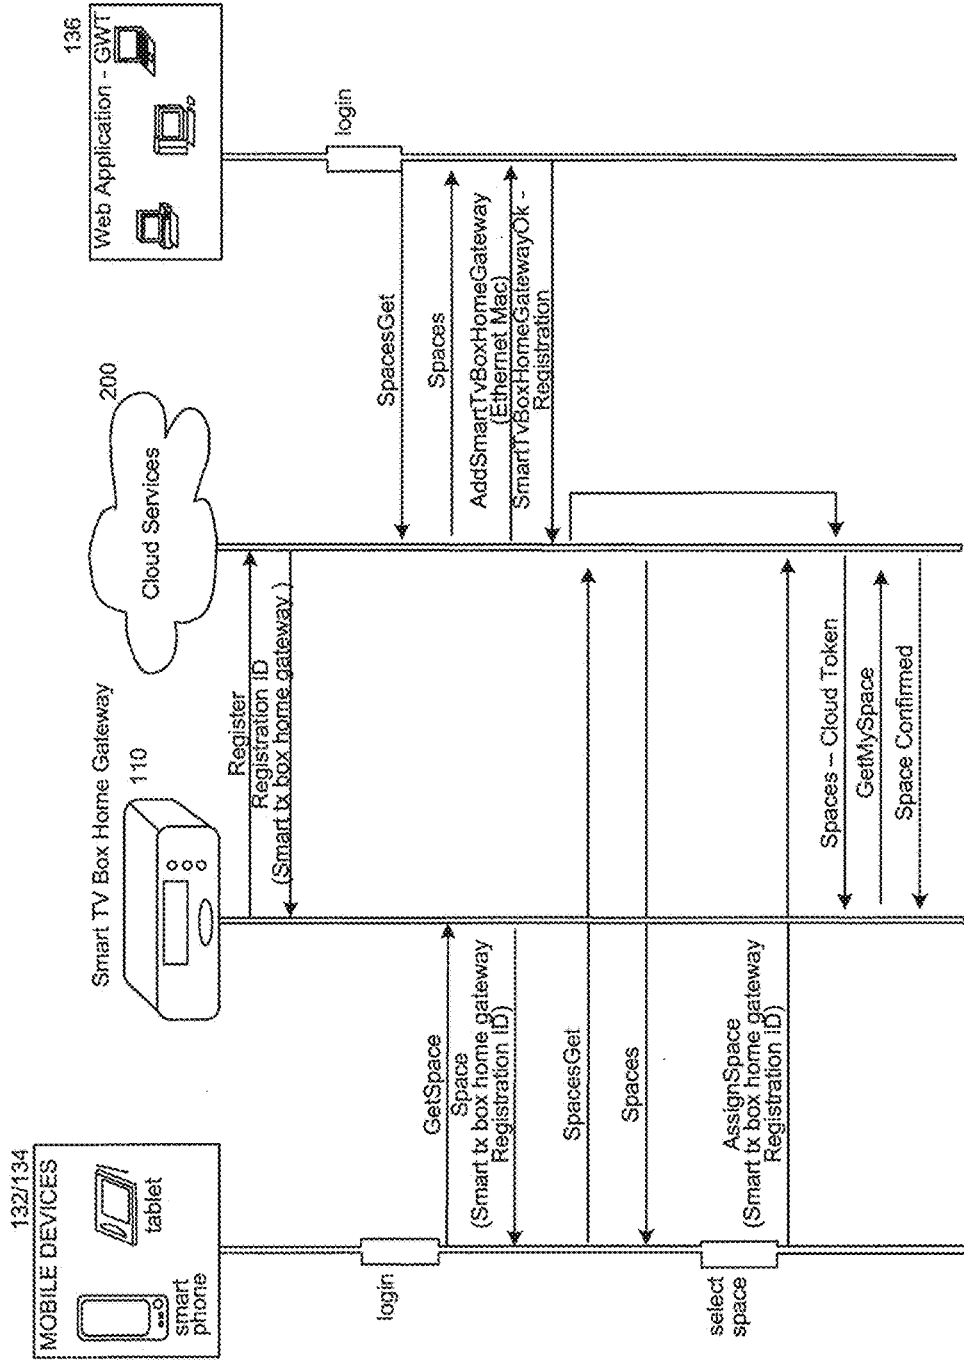 132/134
MOBILE DEVICES
smart
phone
tablet
Smart TV Box Home Gateway
110
200
Cloud Services
136
Web Application - GWT
Register
Registration ID
(Smart tx box home gateway )
login
login
SpacesGet
GetSpace
Space
(Smart tx box home gateway
Registration ID)
Spaces
AddSmartTvBoxHomeGateway
(Ethernet Mac)
SmartTvBoxHomeGatewayOk -
Registration
SpacesGet
Spaces
select
space
AssignSpace
(Smart tx box home gateway
Registration ID)
Spaces – Cloud Token
GetMySpace
Space Confirmed